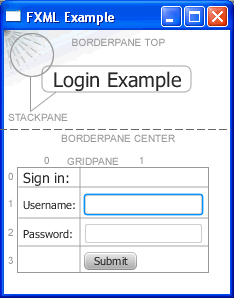 FXML Example
BORDERPANE TOP
Login Example
STACKPANE
BORDERPANE CENTER
0 GRIDPANE 1
0 Sign in:
1 Username:
2 Password:
3 Submit